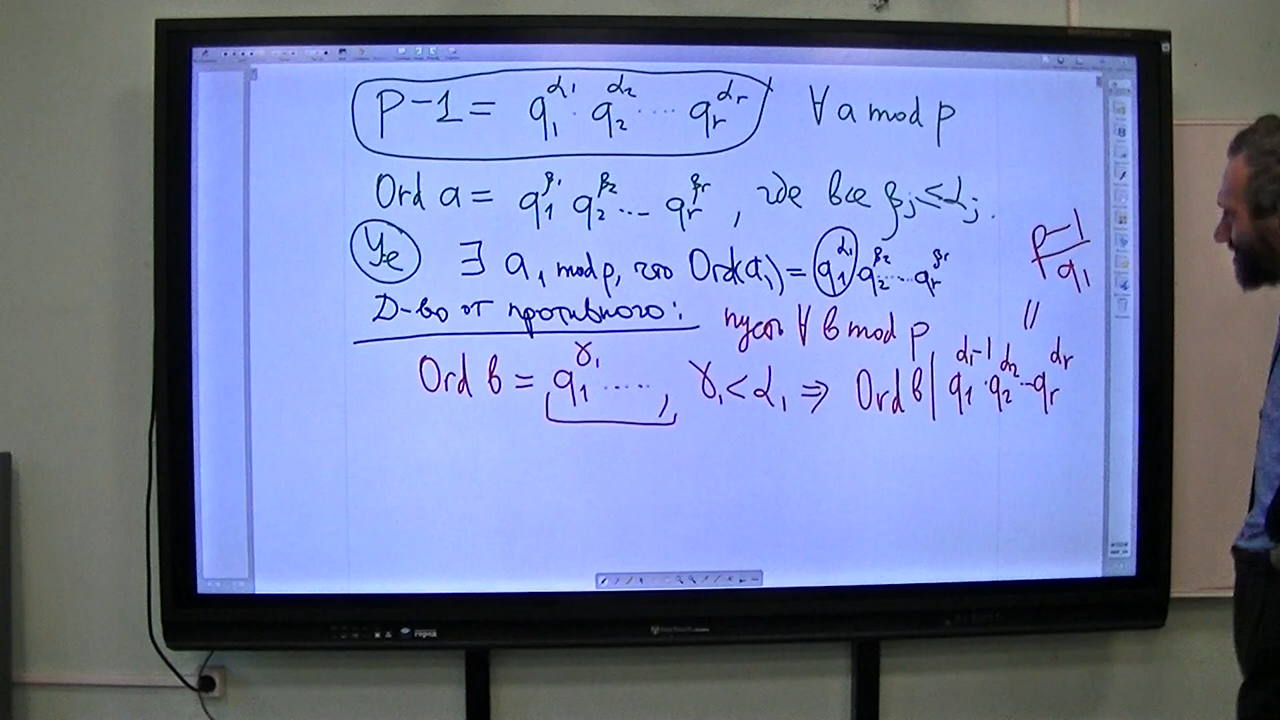 p-1 = q₁^α₁ · q₂^α₂ ... q_r^α_r ∀ a mod p
Ord a = q₁^β₁ q₂^β₂ ... q_r^β_r, где все β_j ≤ α_j.
Уе ∃ a₁ mod p, что Ord(a₁) = q₁^α₁ q₂^β₂ ... q_r^β_r
p-1/q₁
Д-во от противного: пусть ∀ b mod p
||
Ord b = q₁^γ₁ ....., γ₁ < α₁ ⇒ Ord b | q₁^α₁-1 · q₂^α₂ ... q_r^α_r
город